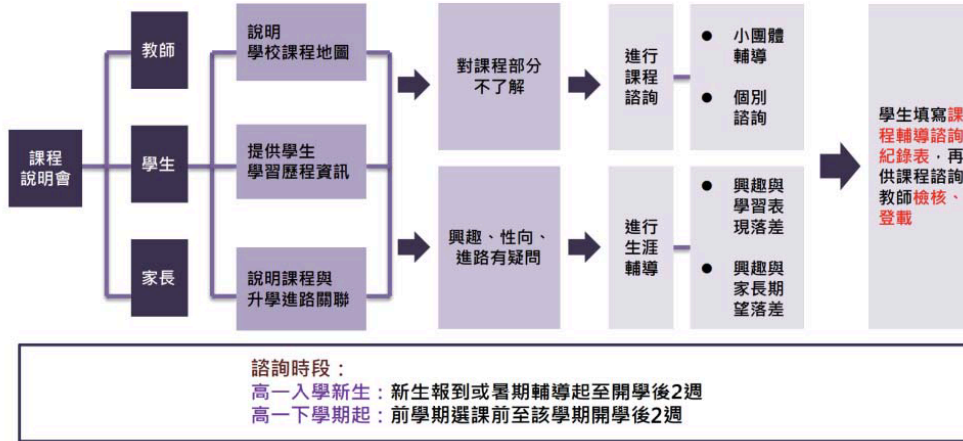 課程
說明會
教師
學生
家長
說明
學校課程地圖
提供學生
學習歷程資訊
說明課程與
升學進路關聯
對課程部分
不了解
興趣、性向、
進路有疑問
進行
課程
諮詢
● 小團體
輔導
● 個別
諮詢
進行
生涯
輔導
● 興趣與
學習表
現落差
● 興趣與
家長期
望落差
學生填寫課
程輔導諮詢
紀錄表，再
供課程諮詢
教師檢核、
登載
諮詢時段：
高一入學新生：新生報到或暑期輔導起至開學後2週
高一下學期起：前學期選課前至該學期開學後2週